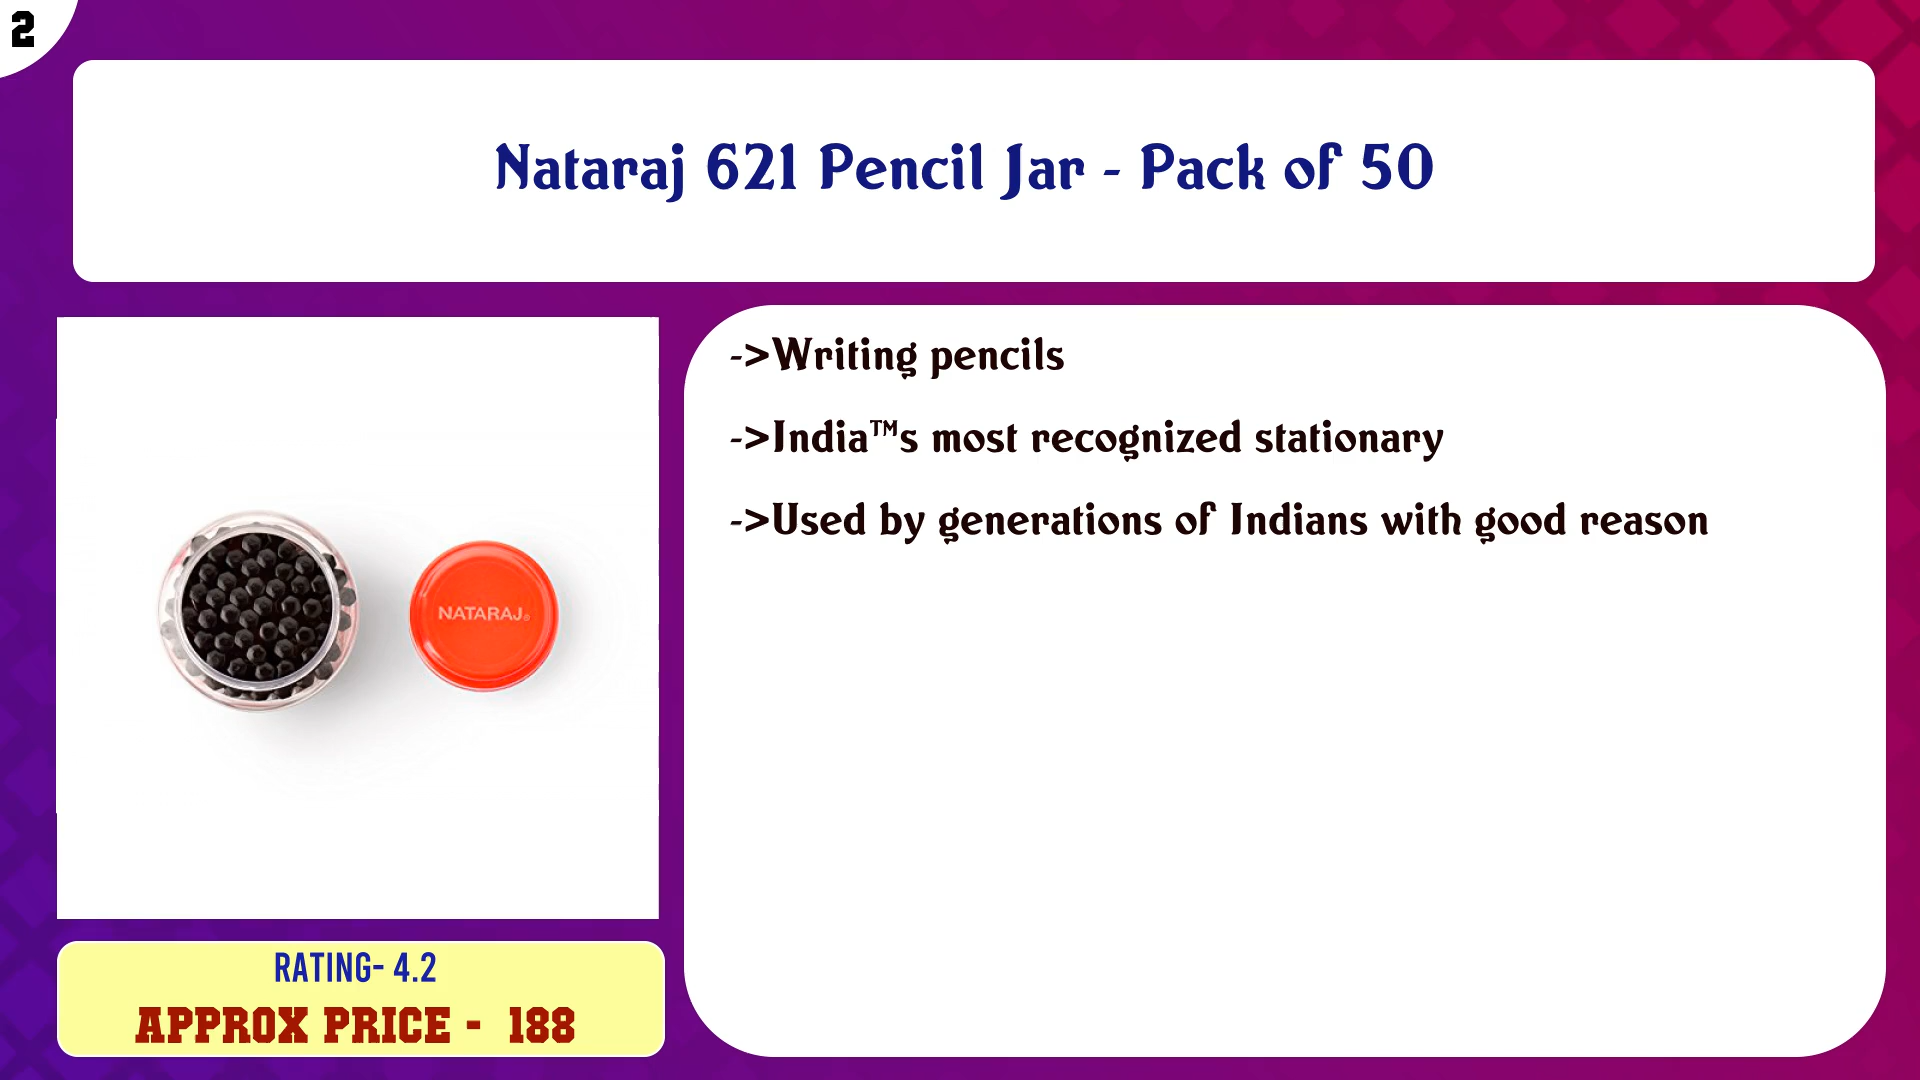 2
Nataraj 621 Pencil Jar - Pack of 50
->Writing pencils
->India™s most recognized stationary
->Used by generations of Indians with good reason
NATARAJ®
RATING- 4.2
APPROX PRICE - 188